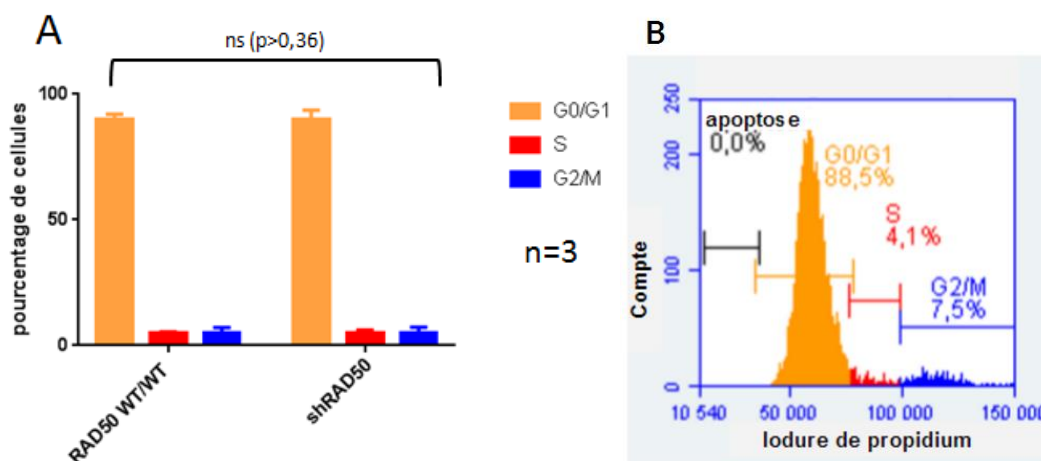 A
ns (p>0,36)
100
50
0
pourcentage de cellules
RAD50 WT/WT
shRAD50
G0/G1
S
G2/M
n=3
B
250
200
100
0
Compte
apoptose
0,0%
G0/G1
88,5%
S
4,1%
G2/M
7,5%
10 540
50 000
100 000
150 000
Iodure de propidium